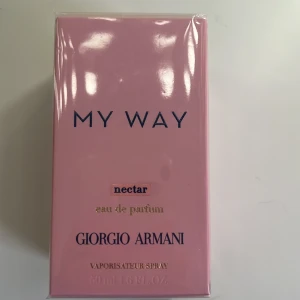 MY WAY
nectar
eau de parfum
GIORGIO ARMANI
VAPORISATEUR SPRAY